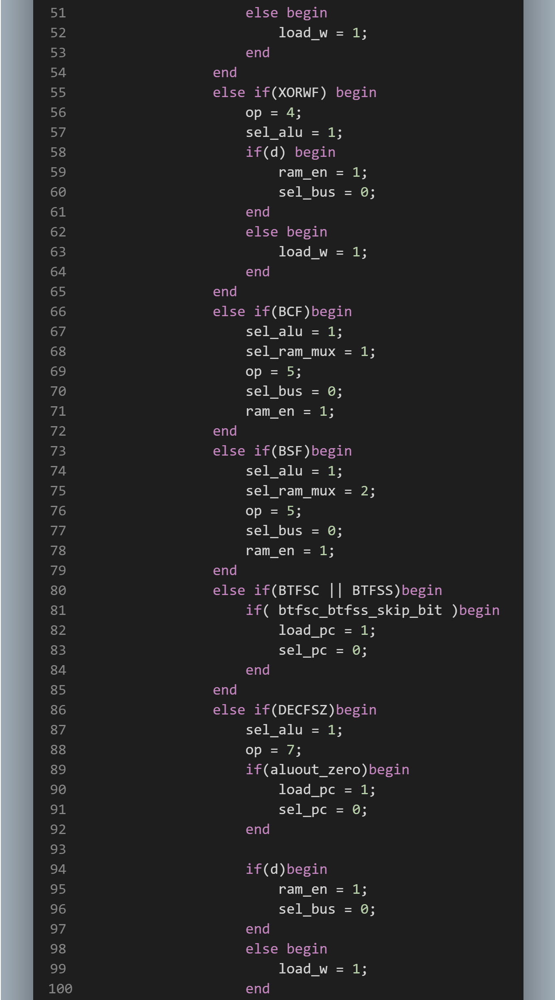 51 else begin
52 load_w = 1;
53 end
54 end
55 else if(XORWF) begin
56 op = 4;
57 sel_alu = 1;
58 if(d) begin
59 ram_en = 1;
60 sel_bus = 0;
61 end
62 else begin
63 load_w = 1;
64 end
65 end
66 else if(BCF)begin
67 sel_alu = 1;
68 sel_ram_mux = 1;
69 op = 5;
70 sel_bus = 0;
71 ram_en = 1;
72 end
73 else if(BSF)begin
74 sel_alu = 1;
75 sel_ram_mux = 2;
76 op = 5;
77 sel_bus = 0;
78 ram_en = 1;
79 end
80 else if(BTFSC || BTFSS)begin
81 if( btfsc_btfss_skip_bit )begin
82 load_pc = 1;
83 sel_pc = 0;
84 end
85 end
86 else if(DECFSZ)begin
87 sel_alu = 1;
88 op = 7;
89 if(aluout_zero)begin
90 load_pc = 1;
91 sel_pc = 0;
92 end
93
94 if(d)begin
95 ram_en = 1;
96 sel_bus = 0;
97 end
98 else begin
99 load_w = 1;
100 end